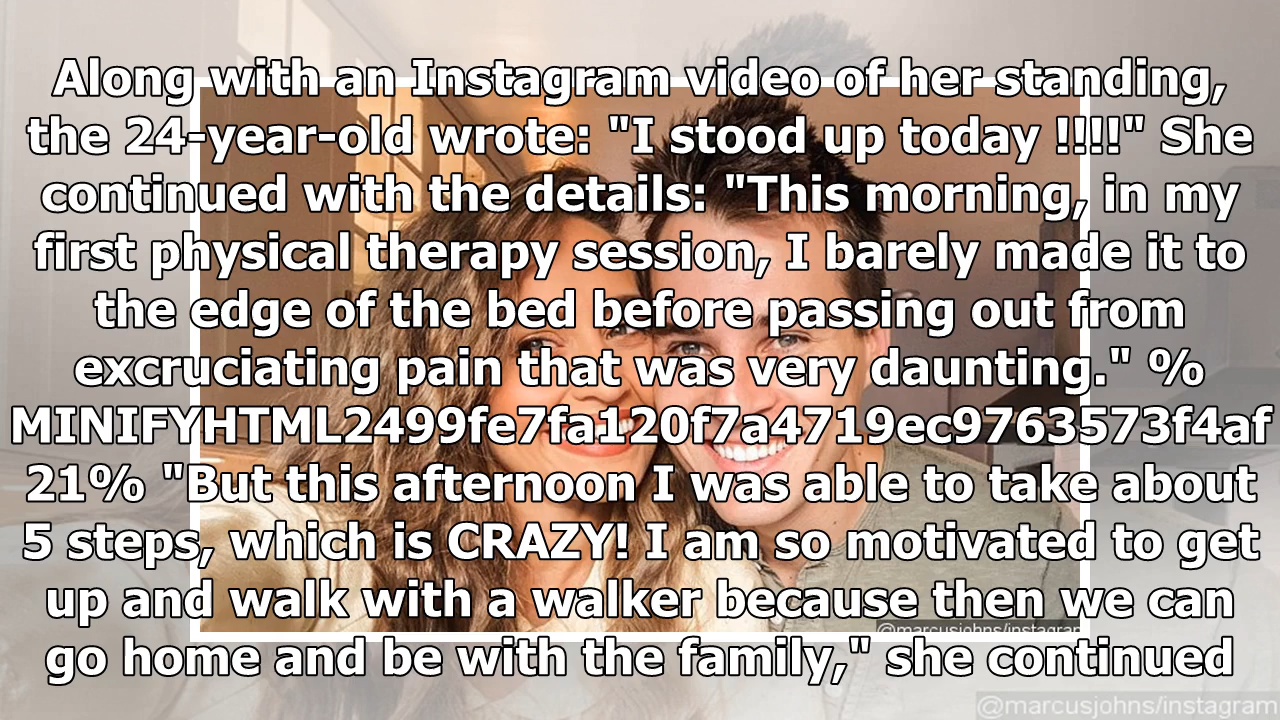 Along with an Instagram video of her standing,
the 24-year-old wrote: "I stood up today !!!!" She
continued with the details: "This morning, in my
first physical therapy session, I barely made it to
the edge of the bed before passing out from
excruciating pain that was very daunting." %
MINIFYHTML2499fe7fa120f7a4719ec9763573f4af
21% "But this afternoon I was able to take about
5 steps, which is CRAZY! I am so motivated to get
up and walk with a walker because then we can
@marcusjohns/instagram
go home and be with the family," she continued
@marcusjohns/instagram